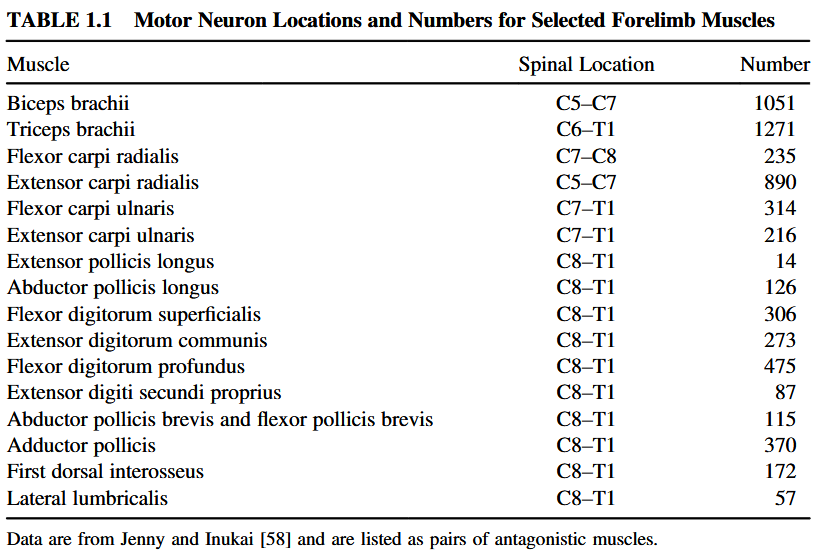 TABLE 1.1 Motor Neuron Locations and Numbers for Selected Forelimb Muscles
Muscle Spinal Location Number
Biceps brachii C5–C7 1051
Triceps brachii C6–T1 1271
Flexor carpi radialis C7–C8 235
Extensor carpi radialis C5–C7 890
Flexor carpi ulnaris C7–T1 314
Extensor carpi ulnaris C7–T1 216
Extensor pollicis longus C8–T1 14
Abductor pollicis longus C8–T1 126
Flexor digitorum superficialis C8–T1 306
Extensor digitorum communis C8–T1 273
Flexor digitorum profundus C8–T1 475
Extensor digiti secundi proprius C8–T1 87
Abductor pollicis brevis and flexor pollicis brevis C8–T1 115
Adductor pollicis C8–T1 370
First dorsal interosseus C8–T1 172
Lateral lumbricalis C8–T1 57
Data are from Jenny and Inukai [58] and are listed as pairs of antagonistic muscles.